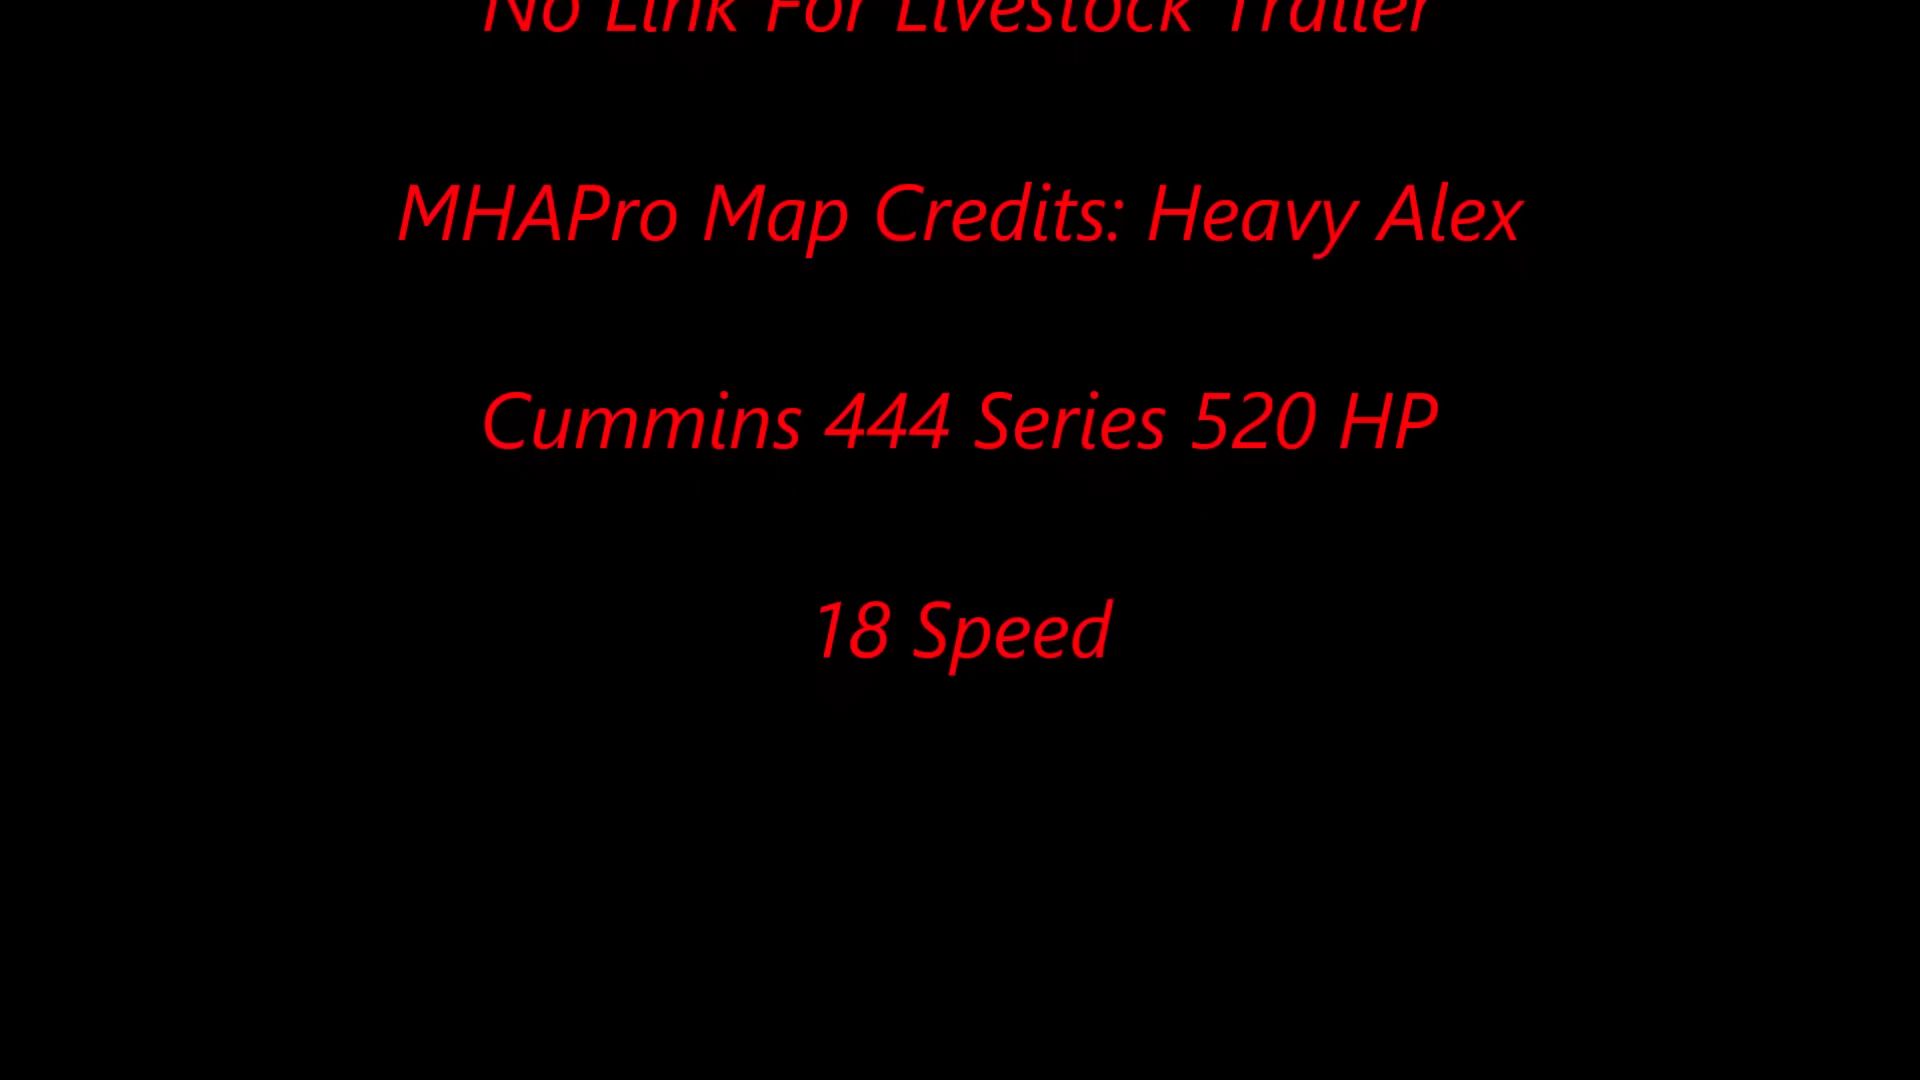 No Link For Livestock Trailer
MHAPro Map Credits: Heavy Alex
Cummins 444 Series 520 HP
18 Speed